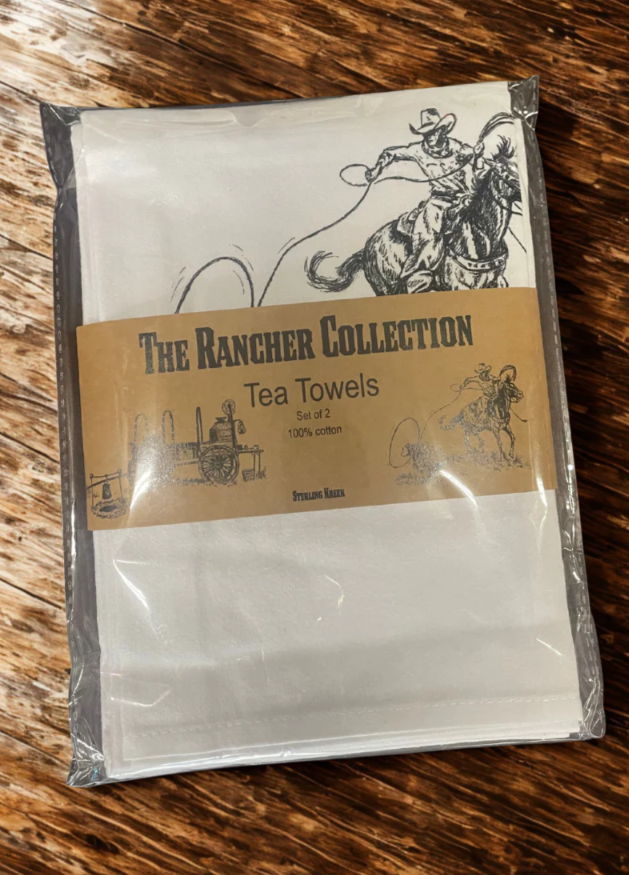 The Rancher Collection
Tea Towels
Set of 2
100% cotton
Sterling Kreek